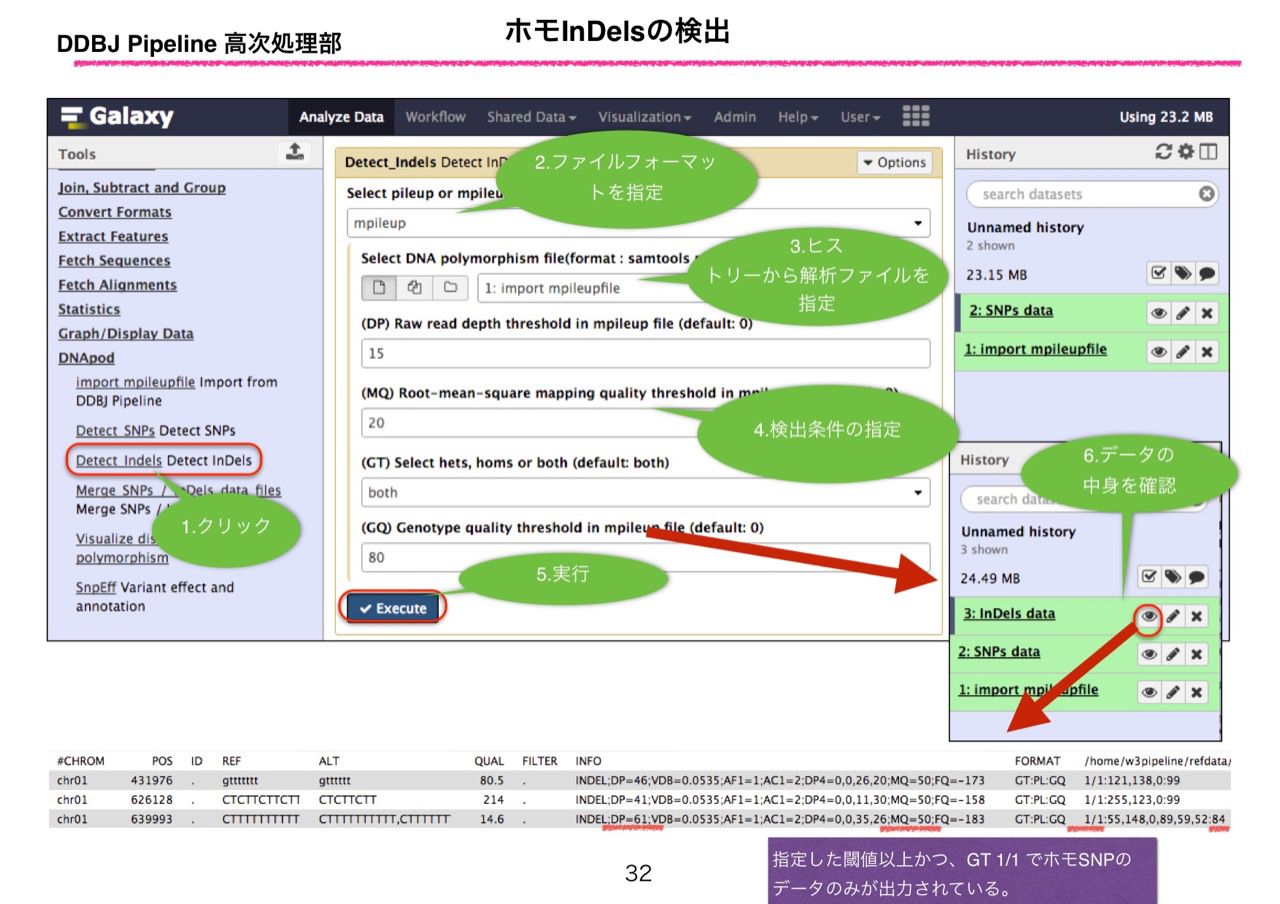 DDBJ Pipeline 高次処理部
ホモInDelsの検出
Galaxy
Analyze Data Workflow Shared Data Visualization Admin Help User
Using 23.2 MB
Tools
Join, Subtract and Group
Convert Formats
Extract Features
Fetch Sequences
Fetch Alignments
Statistics
Graph/Display Data
DNApod
import mpileupfile Import from
DDBJ Pipeline
Detect SNPs Detect SNPs
Detect Indels Detect InDels
Merge SNPs / InDels data files
Merge SNPs /
Visualize
polymorphism
SnpEff Variant effect and
annotation
1.クリック
Detect_Indels Detect
Options
2.ファイルフォーマッ
トを指定
Select pileup or
mpileup
Select DNA polymorphism file(format : samtools
3.ヒス
トリーから解析ファイルを
指定
1: import mpileupfile
(DP) Raw read depth threshold in mpileup file (default: 0)
15
(MQ) Root-mean-square mapping quality threshold in
20
4.検出条件の指定
(GT) Select hets, homs or both (default: both)
both
(GQ) Genotype quality threshold in mpileup file (default: 0)
80
5.実行
Execute
History
search datasets
Unnamed history
2 shown
23.15 MB
2: SNPs data
1: import mpileupfile
History
6.データの
中身を確認
search
Unnamed history
3 shown
24.49 MB
3: InDels data
2: SNPs data
1: import mpileupfile
#CHROM POS ID REF ALT QUAL FILTER INFO FORMAT /home/w3pipeline/refdata/
chr01 431976 . gttttttt gtttttt 80.5 . INDEL;DP=46;VDB=0.0535;AF1=1;AC1=2;DP4=0,0,26,20;MQ=50;FQ=-173 GT:PL:GQ 1/1:121,138,0:99
chr01 626128 . CTCTTCTTCTT CTCTTCTT 214 . INDEL;DP=41;VDB=0.0535;AF1=1;AC1=2;DP4=0,0,11,30;MQ=50;FQ=-158 GT:PL:GQ 1/1:255,123,0:99
chr01 639993 . CTTTTTTTTTT CTTTTTTTTTT,CTTTTTT 14.6 . INDEL;DP=61;VDB=0.0535;AF1=1;AC1=2;DP4=0,0,35,26;MQ=50;FQ=-183 GT:PL:GQ 1/1:55,148,0,89,59,52:84
32
指定した閾値以上かつ、GT 1/1 でホモSNPの
データのみが出力されている。